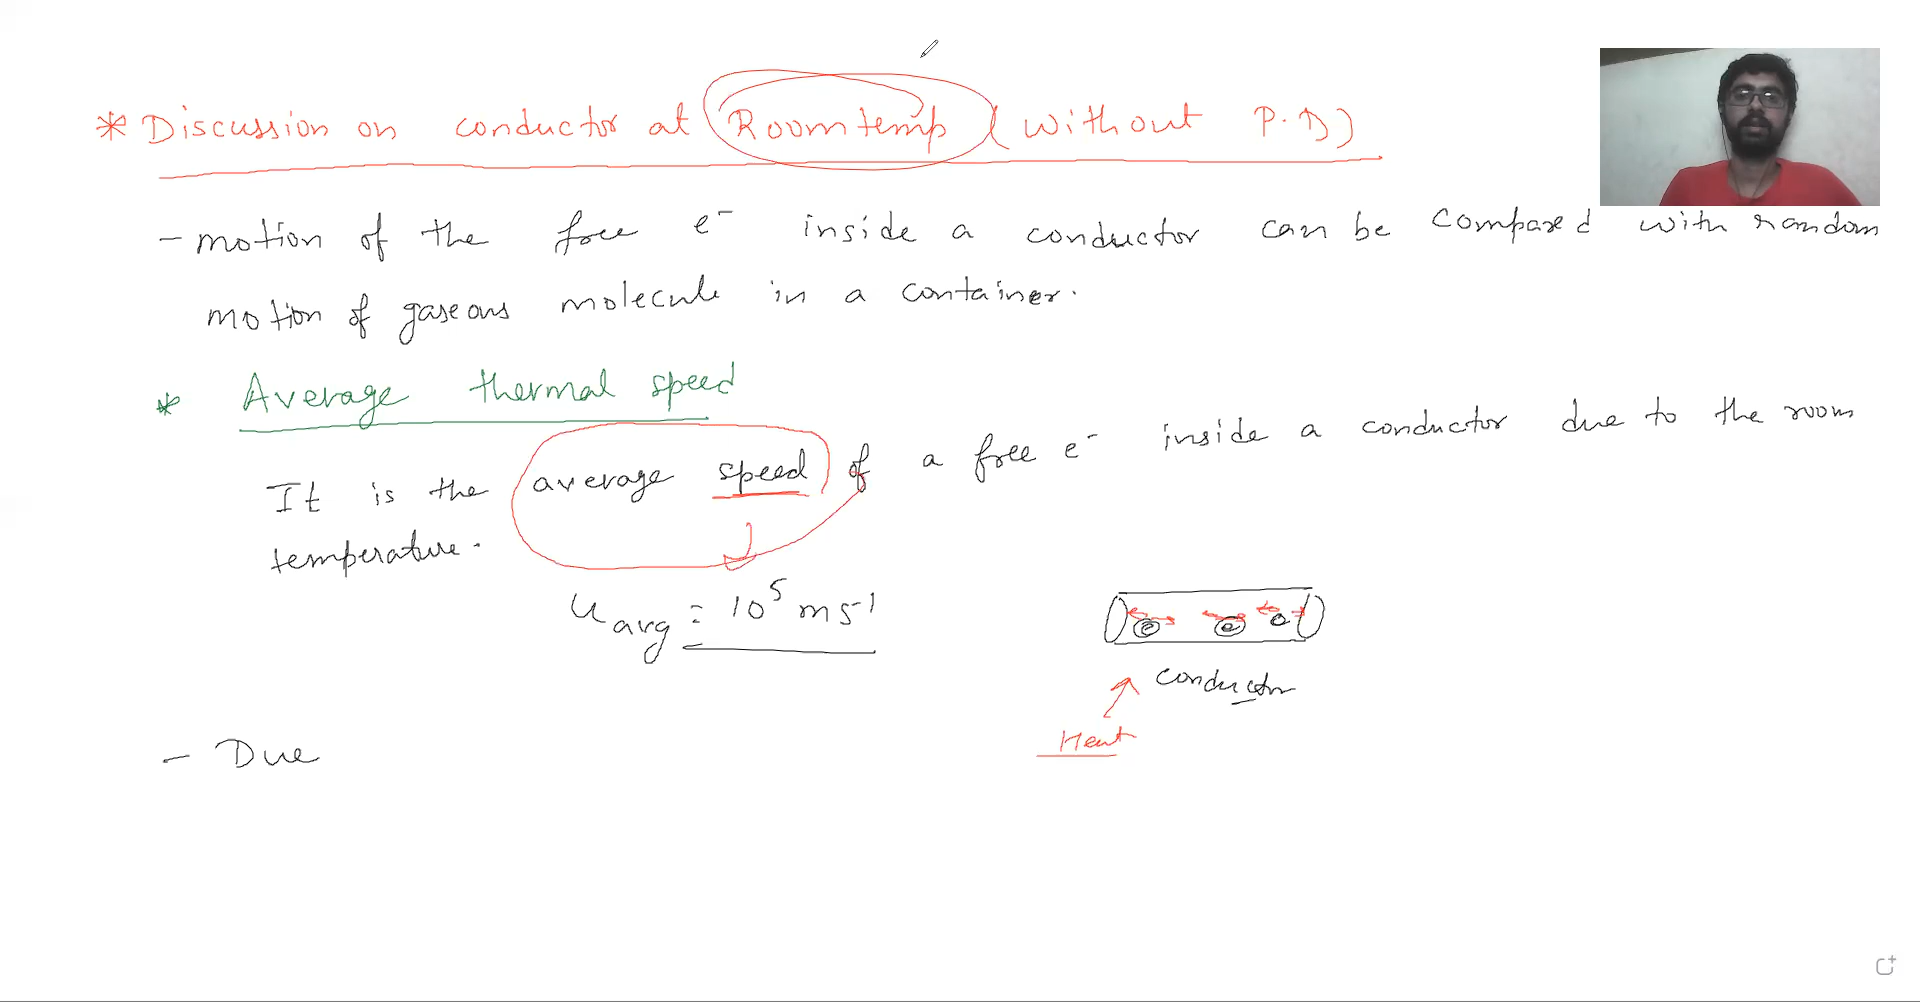 * Discussion on conductor at Room temp (without P.D)
- motion of the free e⁻ inside a conductor can be compared with random
motion of gaseous molecule in a container.
* Average thermal speed
It is the average speed of a free e⁻ inside a conductor due to the room
temperature.
u avg = 10⁵ ms⁻¹
e e e
conductor
Heat
- Due